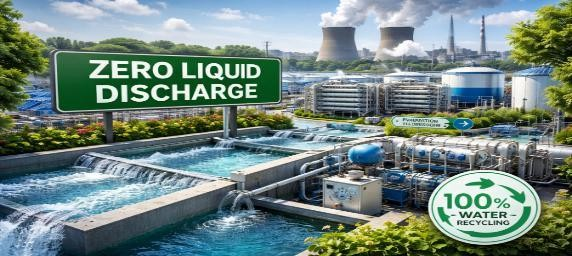 ZERO LIQUID
DISCHARGE
100%
WATER
RECYCLING